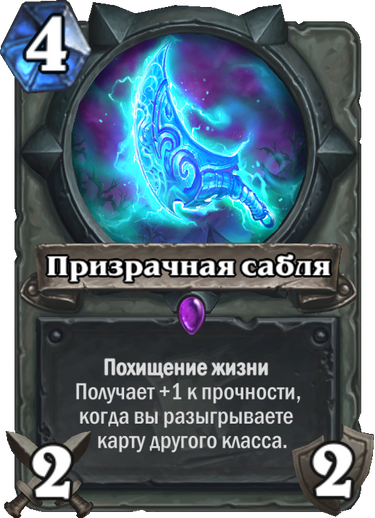 4
Призрачная сабля
Похищение жизни
Получает +1 к прочности,
когда вы разыгрываете
карту другого класса.
2
2